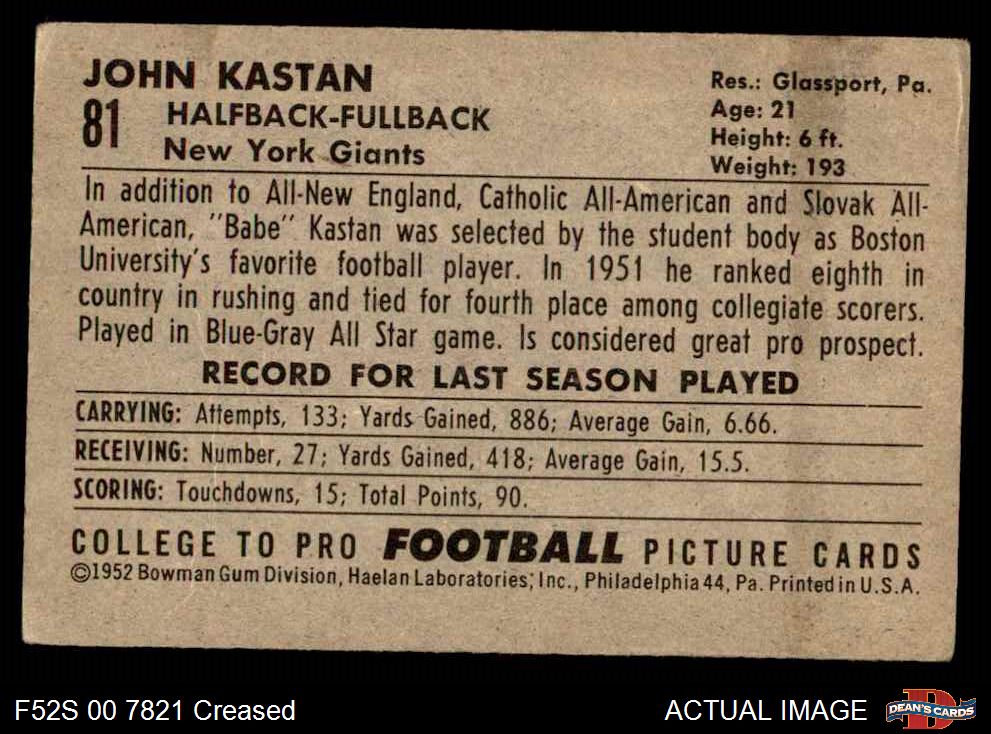 JOHN KASTAN
81 HALFBACK-FULLBACK
New York Giants
Res.: Glassport, Pa.
Age: 21
Height: 6 ft.
Weight: 193
In addition to All-New England, Catholic All-American and Slovak All-
American, "Babe" Kastan was selected by the student body as Boston
University's favorite football player. In 1951 he ranked eighth in
country in rushing and tied for fourth place among collegiate scorers.
Played in Blue-Gray All Star game. Is considered great pro prospect.
RECORD FOR LAST SEASON PLAYED
CARRYING: Attempts, 133; Yards Gained, 886; Average Gain, 6.66.
RECEIVING: Number, 27; Yards Gained, 418; Average Gain, 15.5.
SCORING: Touchdowns, 15; Total Points, 90.
COLLEGE TO PRO FOOTBALL PICTURE CARDS
©1952 Bowman Gum Division, Haelan Laboratories, Inc., Philadelphia 44, Pa. Printed in U.S.A.
F52S 00 7821 Creased
ACTUAL IMAGE
D
DEAN'S CARDS